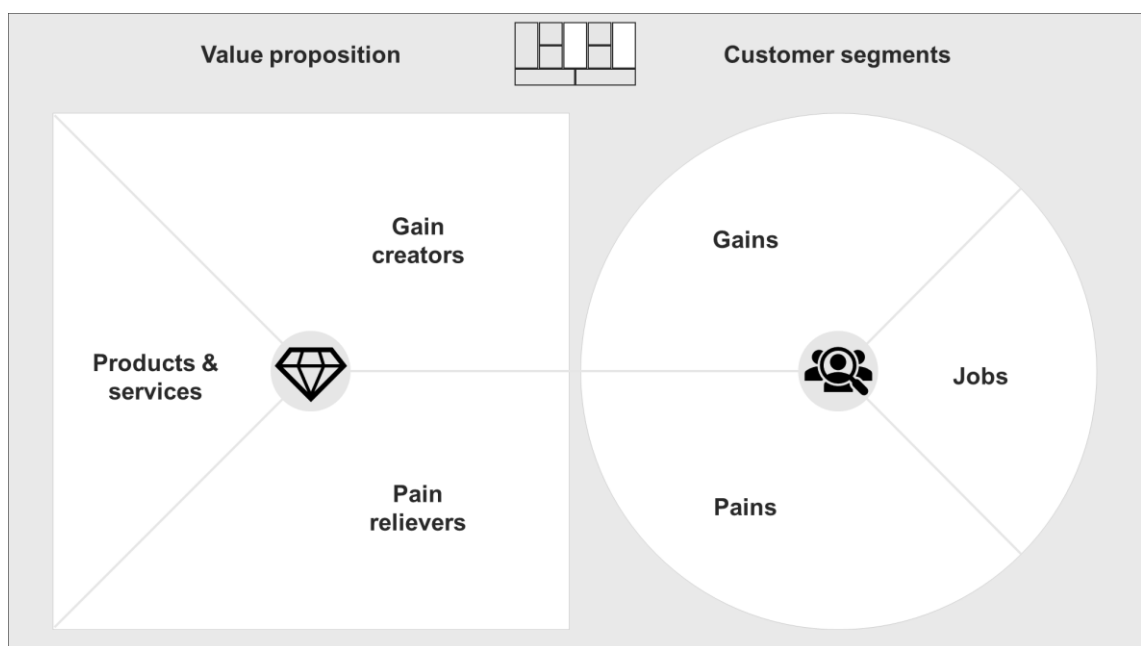 Value proposition
Customer segments
Gain
creators
Gains
Products &
services
Jobs
Pain
relievers
Pains